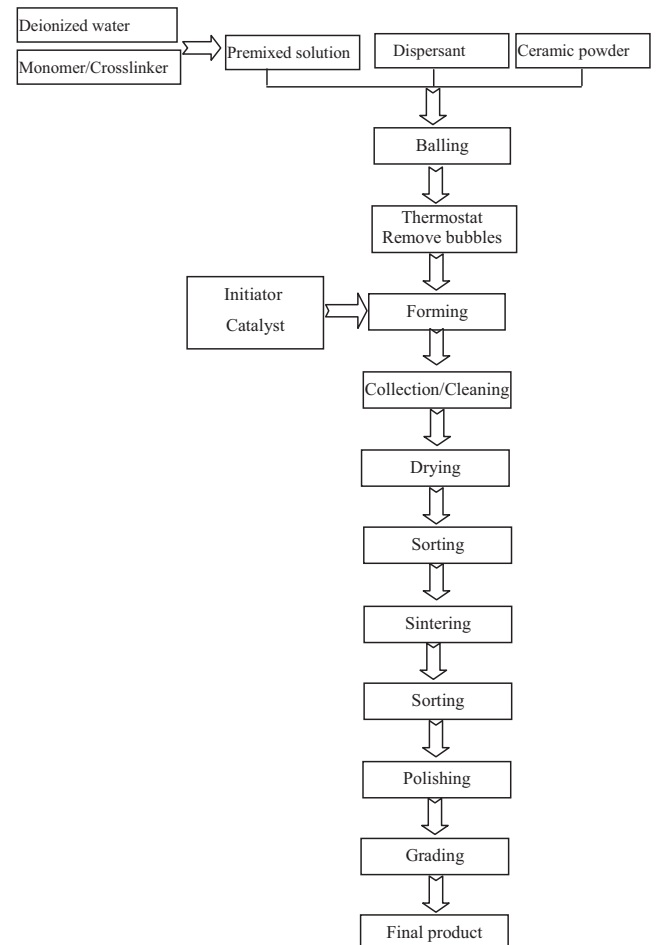 Deionized water
Monomer/Crosslinker
Premixed solution
Dispersant
Ceramic powder
Balling
Thermostat
Remove bubbles
Initiator
Catalyst
Forming
Collection/Cleaning
Drying
Sorting
Sintering
Sorting
Polishing
Grading
Final product